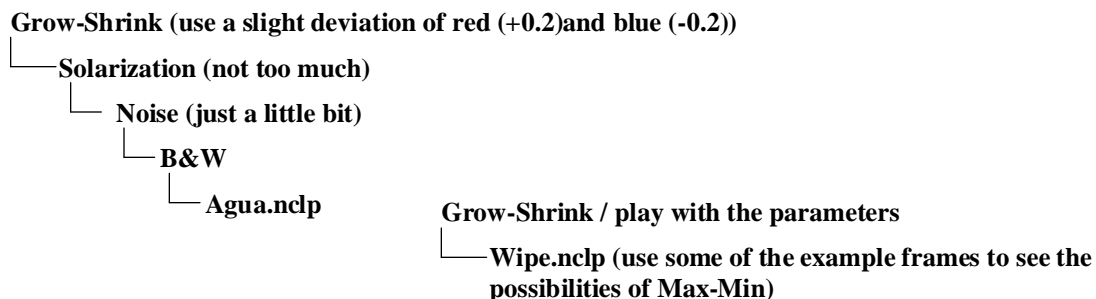 Grow-Shrink (use a slight deviation of red (+0.2)and blue (-0.2))
Solarization (not too much)
Noise (just a little bit)
B&W
Agua.nclp
Grow-Shrink / play with the parameters
Wipe.nclp (use some of the example frames to see the
possibilities of Max-Min)